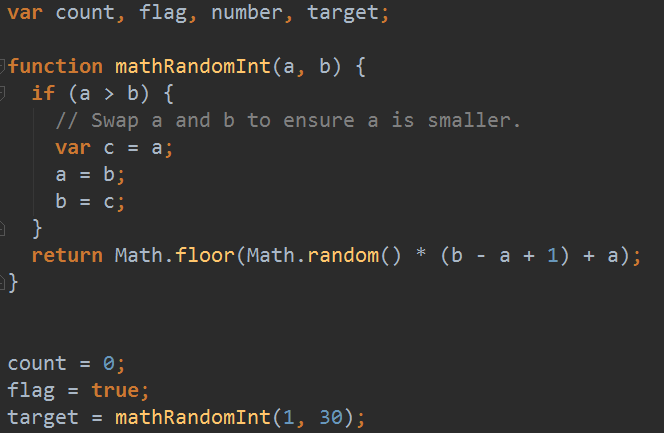 var count, flag, number, target;

function mathRandomInt(a, b) {
  if (a > b) {
    // Swap a and b to ensure a is smaller.
    var c = a;
    a = b;
    b = c;
  }
  return Math.floor(Math.random() * (b - a + 1) + a);
}


count = 0;
flag = true;
target = mathRandomInt(1, 30);